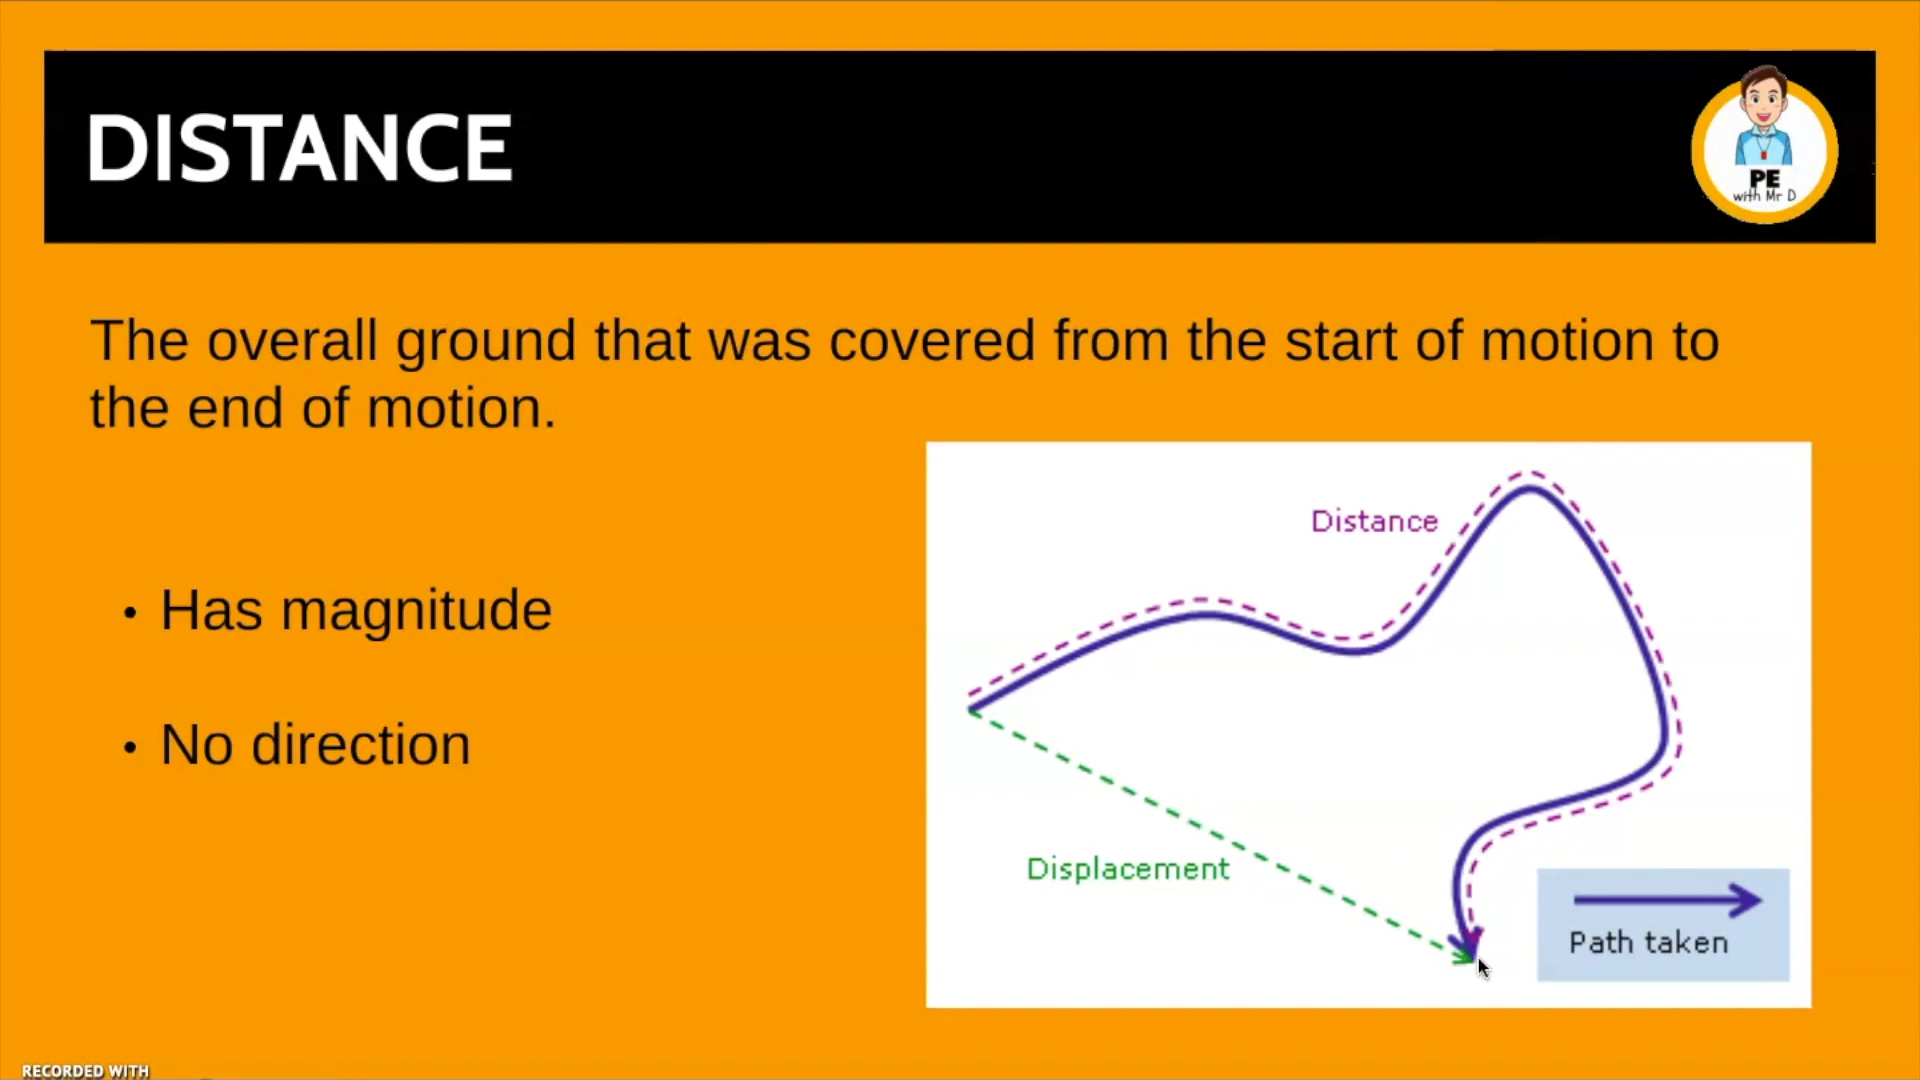 DISTANCE
PE
with Mr D
The overall ground that was covered from the start of motion to
the end of motion.
• Has magnitude
• No direction
Distance
Displacement
Path taken
RECORDED WITH